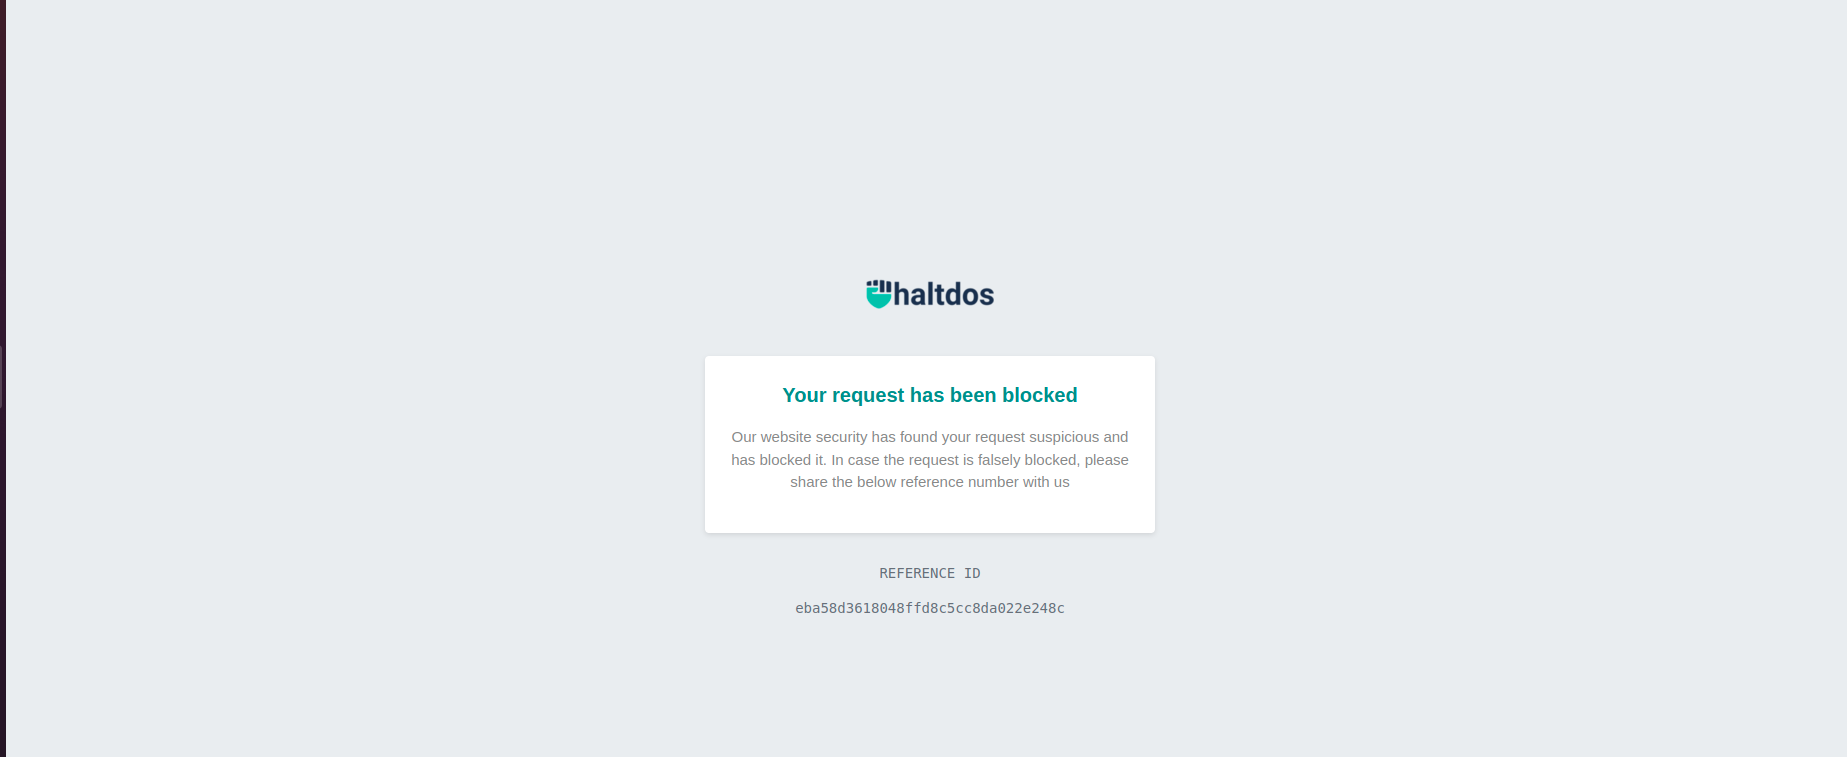 haltdos
Your request has been blocked
Our website security has found your request suspicious and
has blocked it. In case the request is falsely blocked, please
share the below reference number with us
REFERENCE ID
eba58d3618048ffd8c5cc8da022e248c